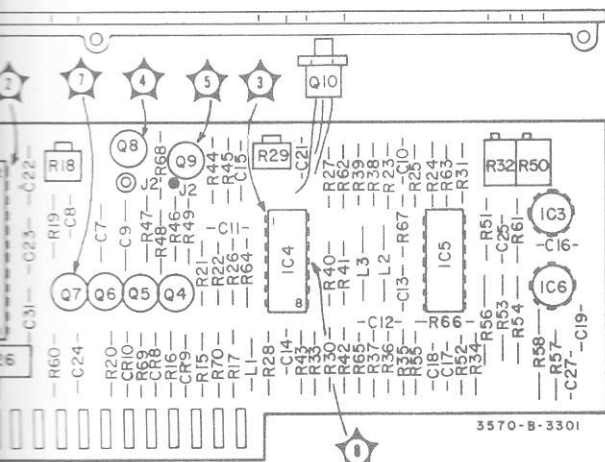 2
7
4
5
3
Q10
Q8
Q9
J2
J2
R18
R29
R32
R50
C22
R68
R44
R45
C15
C21
R27
R62
R39
R38
R23
C10
R25
R24
R63
R31
C23
R19
C8
C7
C9
R47
R48
R46
R49
C11
R21
R22
R26
R64
IC4
8
R40
R41
L3
L2
C13
R67
IC5
R51
C25
R61
IC3
C16
C31
Q7
Q6
Q5
Q4
C12
R66
R56
R53
R54
IC6
C19
26
R60
C24
R20
CR10
R69
CR8
R16
CR9
R15
R70
R17
L1
R28
C14
R43
R33
R30
R42
R65
R37
R36
R35
R55
C18
C17
R52
R34
R58
R57
C27
3570-B-3301
8